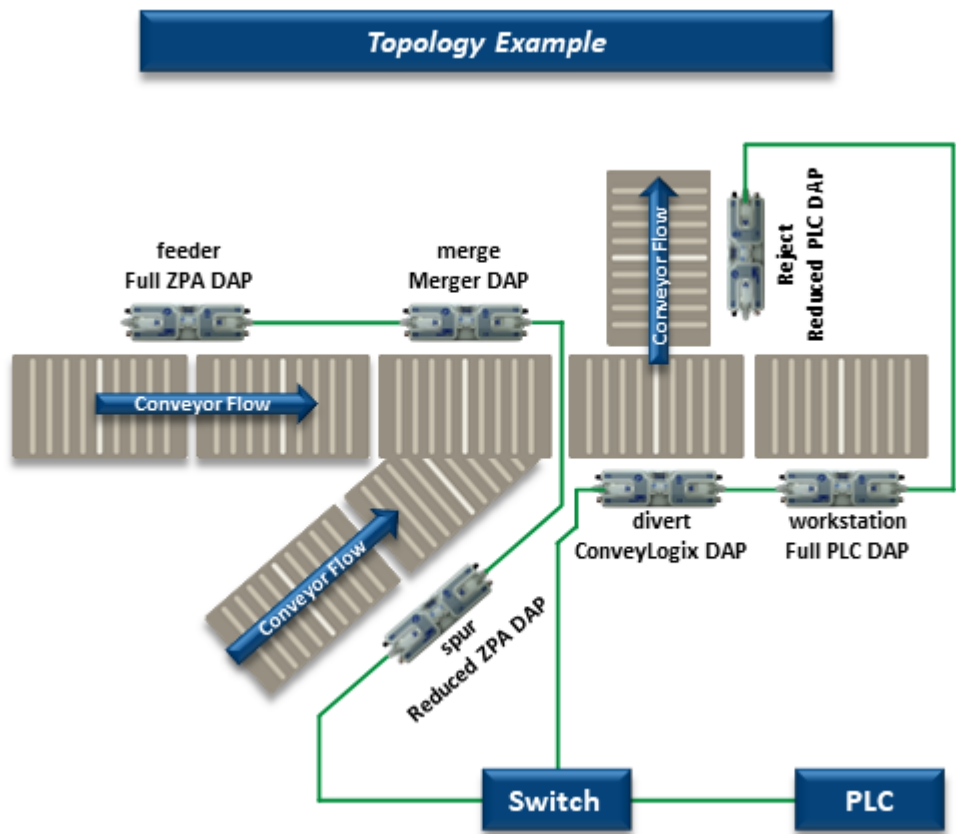 Topology Example
feeder
Full ZPA DAP
merge
Merger DAP
Conveyor Flow
Reject
Reduced PLC DAP
Conveyor Flow
Conveyor Flow
divert
ConveyLogix DAP
workstation
Full PLC DAP
spur
Reduced ZPA DAP
Switch
PLC